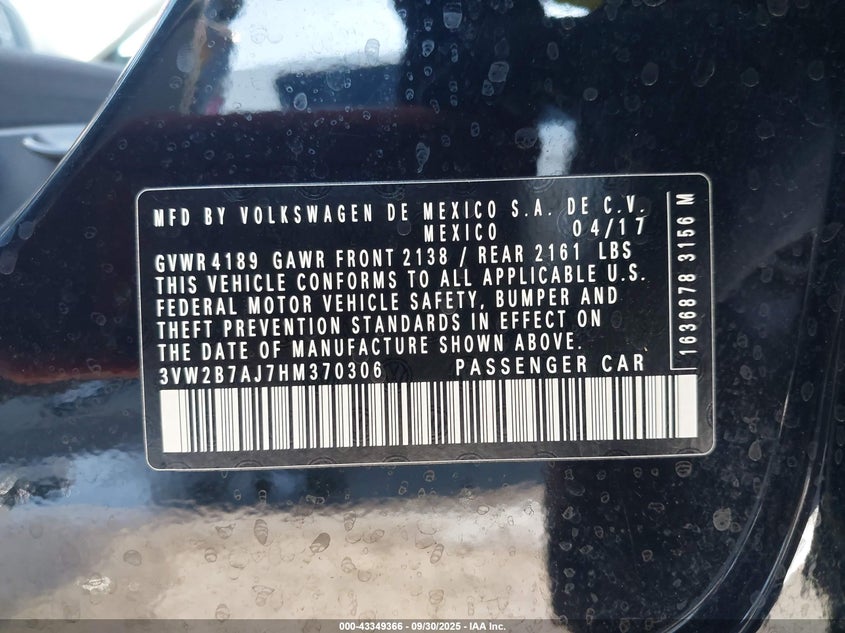 MFD BY VOLKSWAGEN DE MEXICO S.A. DE C.V.
MEXICO 04/17
GVWR 4189 GAWR FRONT 2138 / REAR 2161 LBS
THIS VEHICLE CONFORMS TO ALL APPLICABLE U.S.
FEDERAL MOTOR VEHICLE SAFETY, BUMPER AND
THEFT PREVENTION STANDARDS IN EFFECT ON
THE DATE OF MANUFACTURE SHOWN ABOVE.
3VW2B7AJ7HM370306 PASSENGER CAR
1636878 3156 M
000-43349366 - 09/30/2025 - IAA Inc.